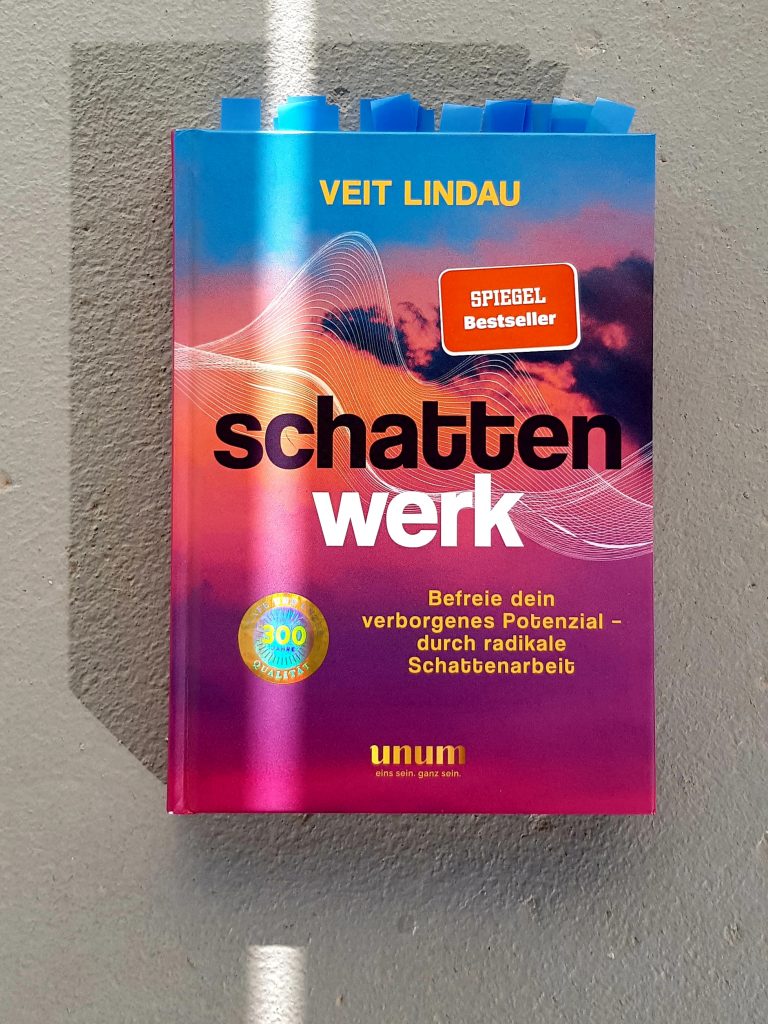 VEIT LINDAU
SPIEGEL
Bestseller
schatten
werk
Befreie dein
verborgenes Potenzial –
durch radikale
Schattenarbeit
300
JAHRE
QUALITÄT
unum
eins sein. ganz sein.